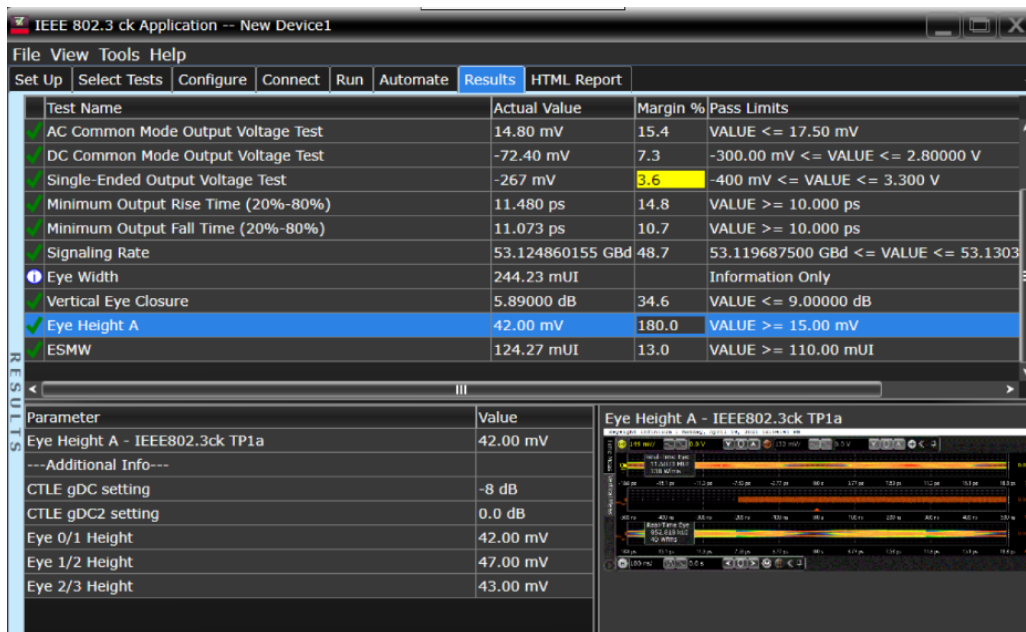 IEEE 802.3 ck Application -- New Device1
File View Tools Help
Set Up Select Tests Configure Connect Run Automate Results HTML Report
Test Name Actual Value Margin % Pass Limits
AC Common Mode Output Voltage Test 14.80 mV 15.4 VALUE <= 17.50 mV
DC Common Mode Output Voltage Test -72.40 mV 7.3 -300.00 mV <= VALUE <= 2.80000 V
Single-Ended Output Voltage Test -267 mV 3.6 -400 mV <= VALUE <= 3.300 V
Minimum Output Rise Time (20%-80%) 11.480 ps 14.8 VALUE >= 10.000 ps
Minimum Output Fall Time (20%-80%) 11.073 ps 10.7 VALUE >= 10.000 ps
Signaling Rate 53.124860155 GBd 48.7 53.119687500 GBd <= VALUE <= 53.1303
Eye Width 244.23 mUI Information Only
Vertical Eye Closure 5.89000 dB 34.6 VALUE <= 9.00000 dB
Eye Height A 42.00 mV 180.0 VALUE >= 15.00 mV
ESMW 124.27 mUI 13.0 VALUE >= 110.00 mUI
RESULTS
Parameter Value
Eye Height A - IEEE802.3ck TP1a 42.00 mV
---Additional Info---
CTLE gDC setting -8 dB
CTLE gDC2 setting 0.0 dB
Eye 0/1 Height 42.00 mV
Eye 1/2 Height 47.00 mV
Eye 2/3 Height 43.00 mV
Eye Height A - IEEE802.3ck TP1a
Real-Time Eye
Real-Time Eye